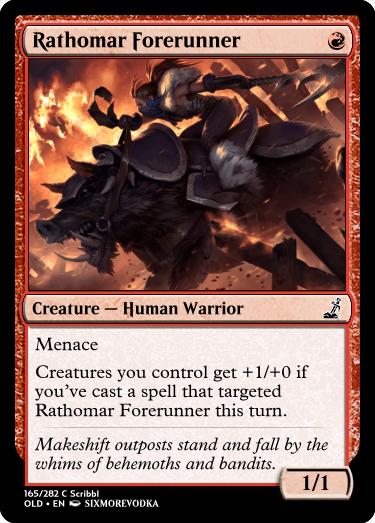 Rathomar Forerunner
Creature — Human Warrior
Menace
Creatures you control get +1/+0 if
you've cast a spell that targeted
Rathomar Forerunner this turn.
Makeshift outposts stand and fall by the
whims of behemoths and bandits.
1/1
165/282 C Scribbl
OLD • EN SIXMOREVODKA